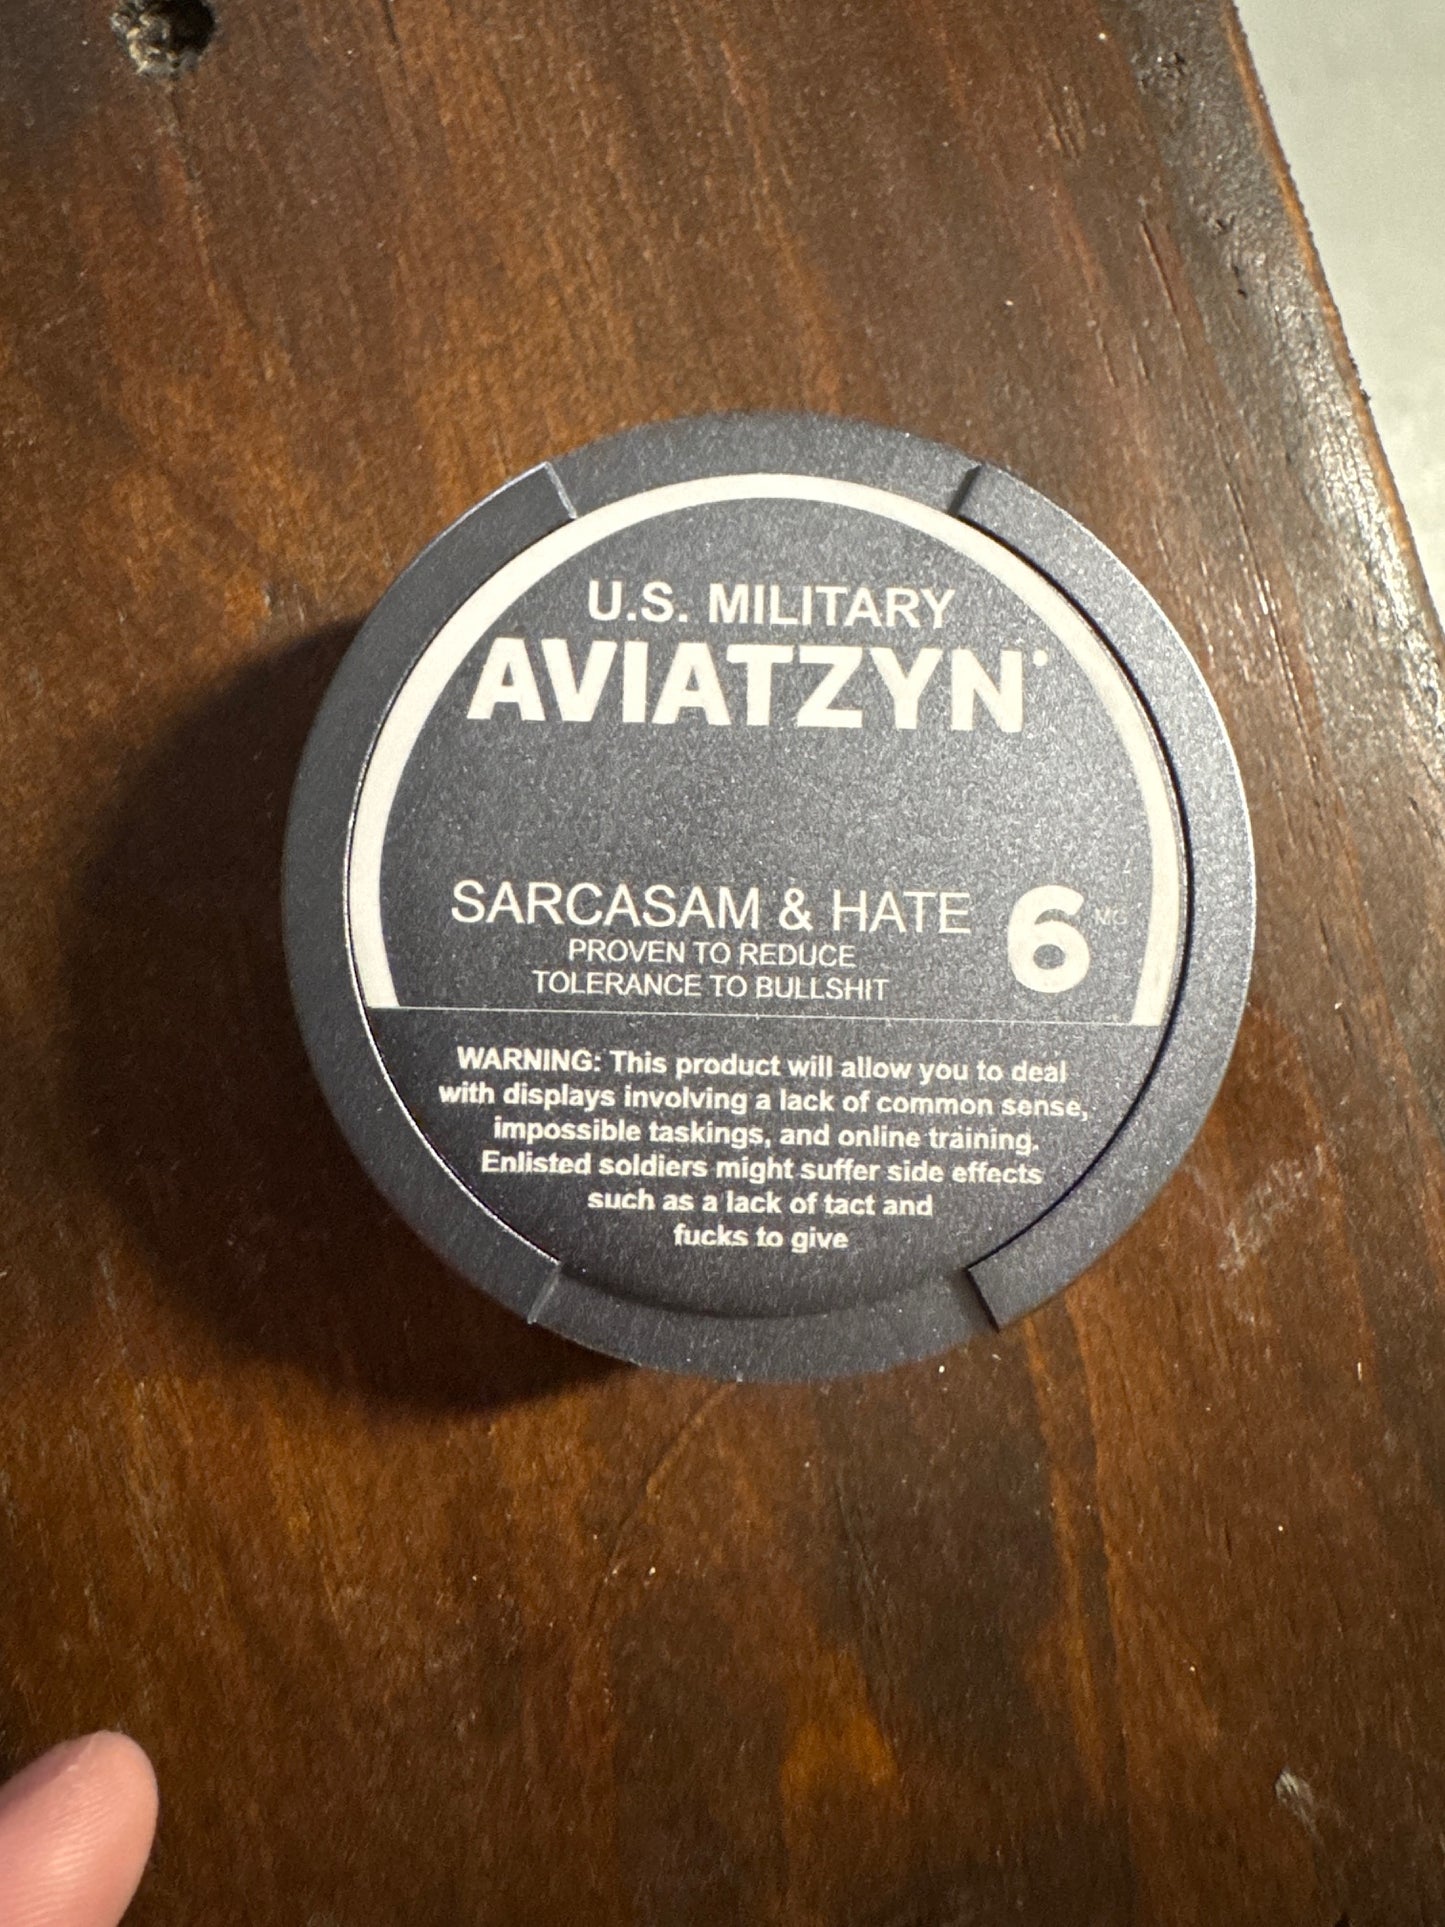 U.S. MILITARY
AVIATZYN
SARCASAM & HATE 6 MG
PROVEN TO REDUCE
TOLERANCE TO BULLSHIT
WARNING: This product will allow you to deal
with displays involving a lack of common sense,
impossible taskings, and online training.
Enlisted soldiers might suffer side effects
such as a lack of tact and
fucks to give